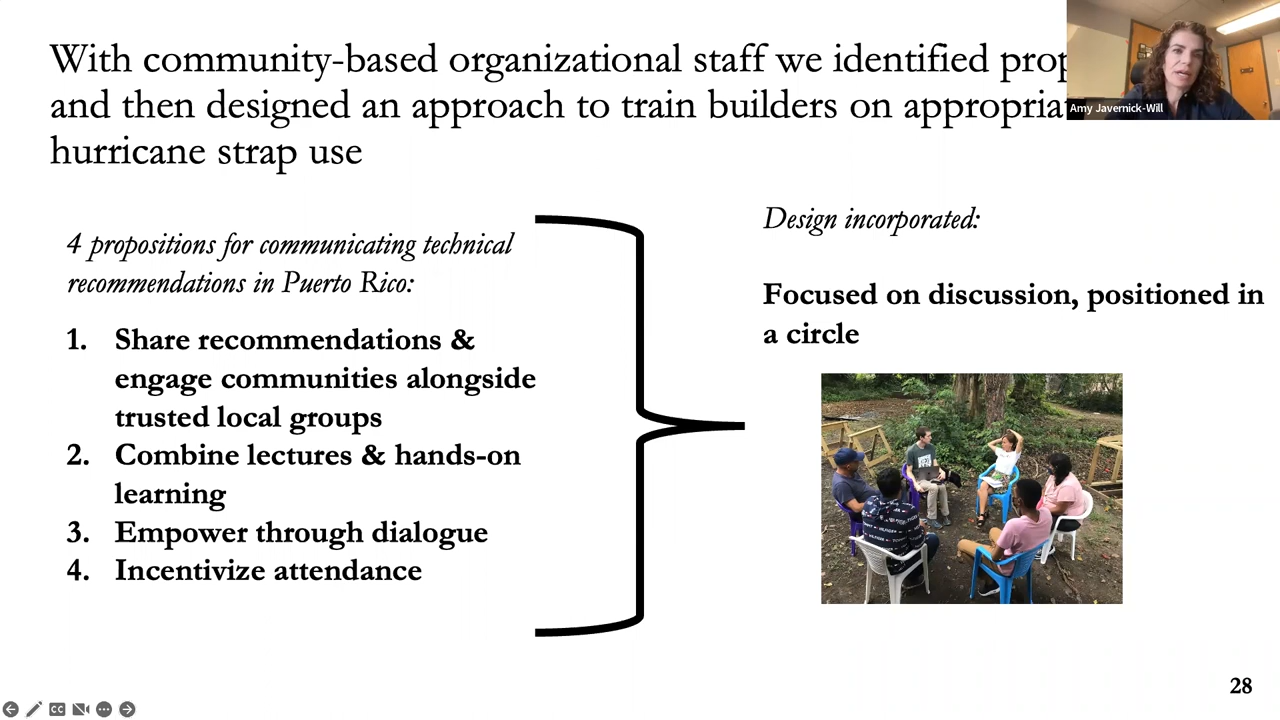 With community-based organizational staff we identified
and then designed an approach to train builders on
hurricane strap use
Amy Javernick-Will
4 propositions for communicating technical
recommendations in Puerto Rico:
1. Share recommendations &
engage communities alongside
trusted local groups
2. Combine lectures & hands-on
learning
3. Empower through dialogue
4. Incentivize attendance
Design incorporated:
Focused on discussion, positioned in
a circle
28
CC